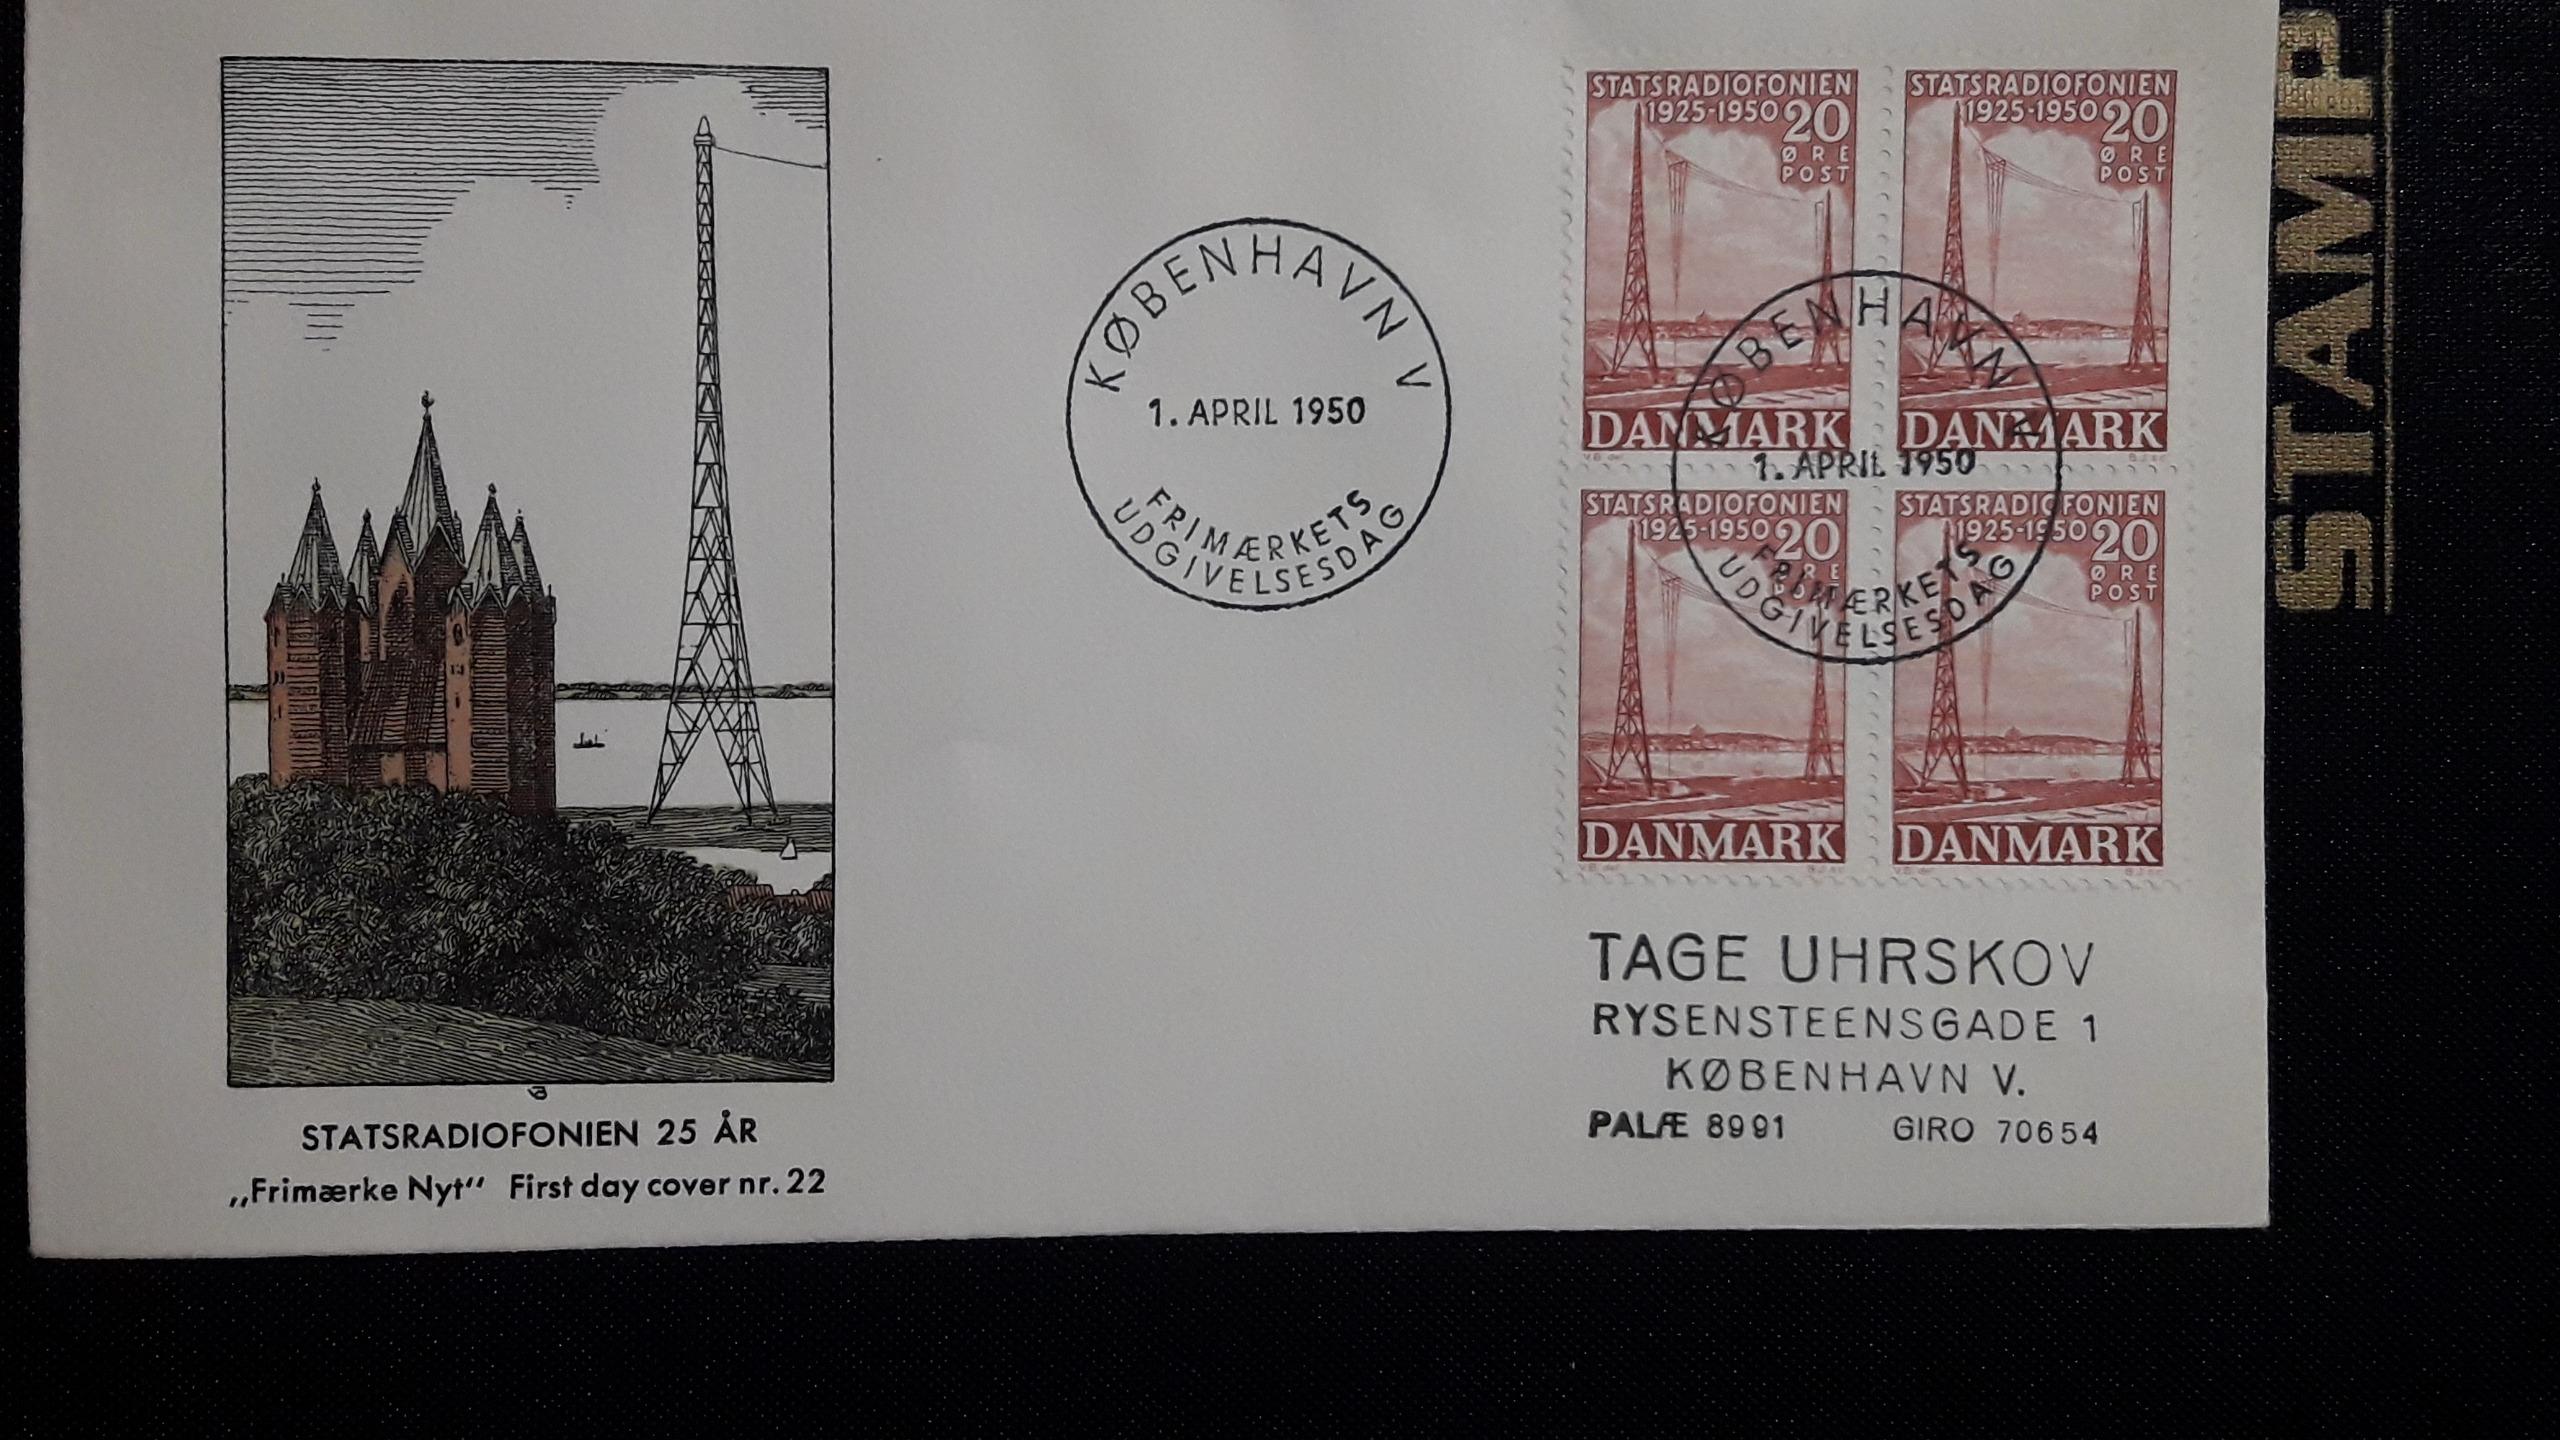 STATSRADIOFONIEN 25 ÅR
„Frimærke Nyt“ First day cover nr. 22
KØBENHAVN V
1. APRIL 1950
FRIMÆRKETS
UDGIVELSESDAG
STATSRADIOFONIEN
1925-1950 20
ØRE
POST
DANMARK
STATSRADIOFONIEN
1925-1950 20
ØRE
POST
DANMARK
STATSRADIOFONIEN
1925-1950 20
ØRE
POST
DANMARK
STATSRADIOFONIEN
1925-1950 20
ØRE
POST
DANMARK
KØBENHAVN V
1. APRIL 1950
FRIMÆRKETS
UDGIVELSESDAG
TAGE UHRSKOV
RYSENSTEENSGADE 1
KØBENHAVN V.
PALÆ 8991 GIRO 70654
STAMP